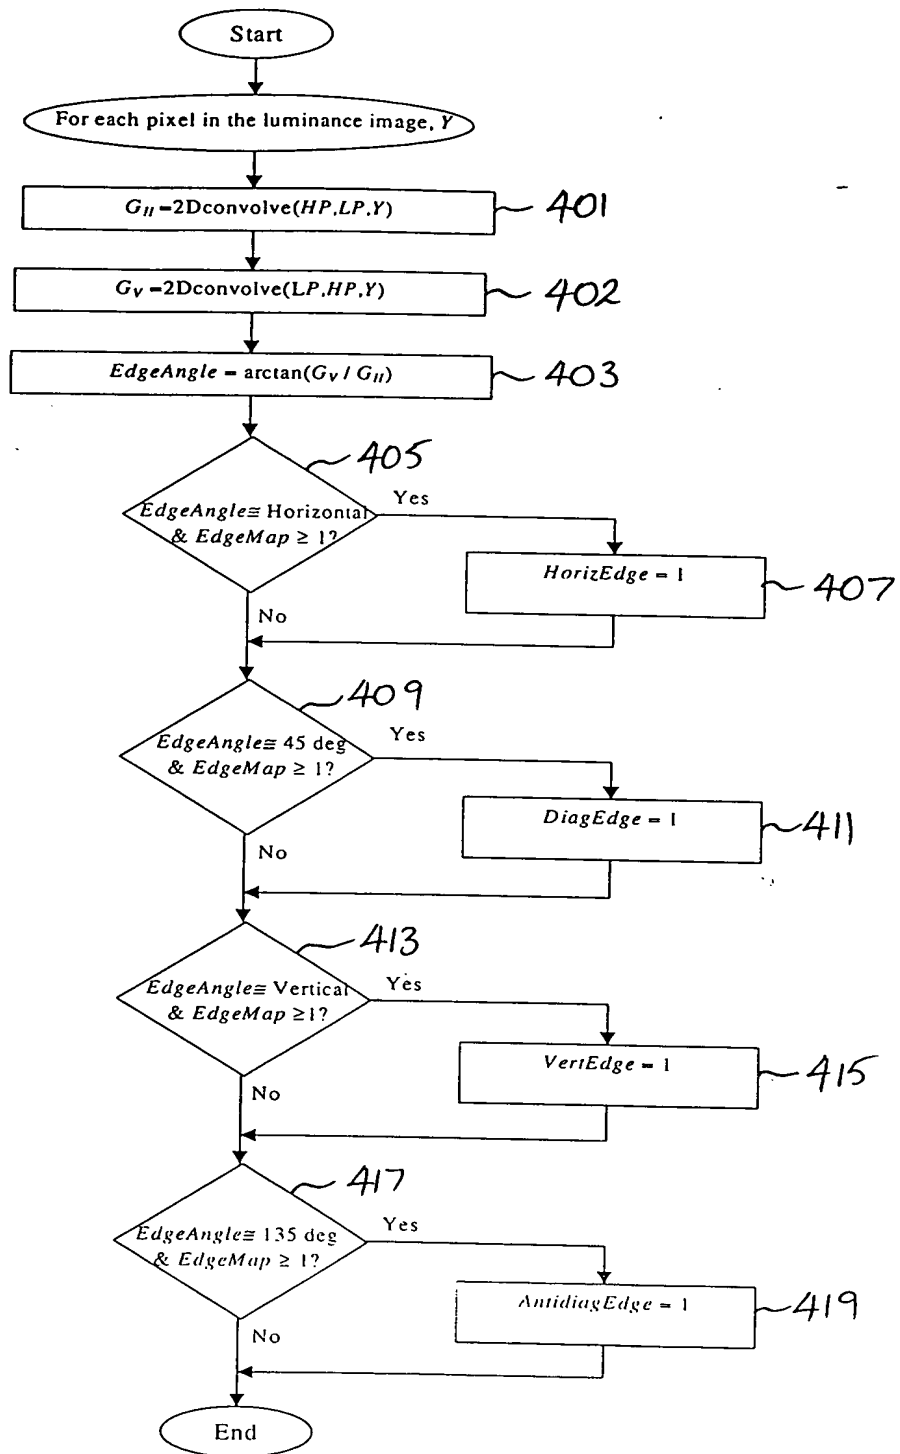 Start
For each pixel in the luminance image, Y
G_H=2Dconvolve(HP,LP,Y)
401
G_V=2Dconvolve(LP,HP,Y)
402
EdgeAngle = arctan(G_V / G_H)
403
405
EdgeAngle≅ Horizontal
& EdgeMap ≥ 1?
Yes
HorizEdge = 1
407
No
409
EdgeAngle≅ 45 deg
& EdgeMap ≥ 1?
Yes
DiagEdge = 1
411
No
413
EdgeAngle≅ Vertical
& EdgeMap ≥1?
Yes
VertEdge = 1
415
No
417
EdgeAngle≅ 135 deg
& EdgeMap ≥ 1?
Yes
AntidiagEdge = 1
419
No
End